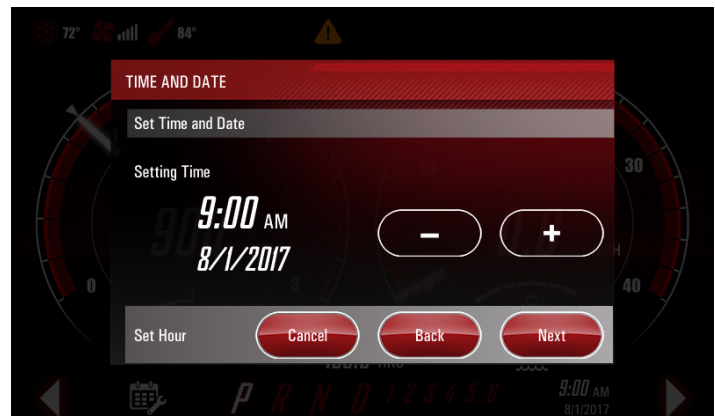 72° 84°
TIME AND DATE
Set Time and Date
Setting Time
30
9:00 AM
8/1/2017
0
40
Set Hour Cancel Back Next
P R N D 1 2 3 4 5 6
9:00 AM
8/1/2017